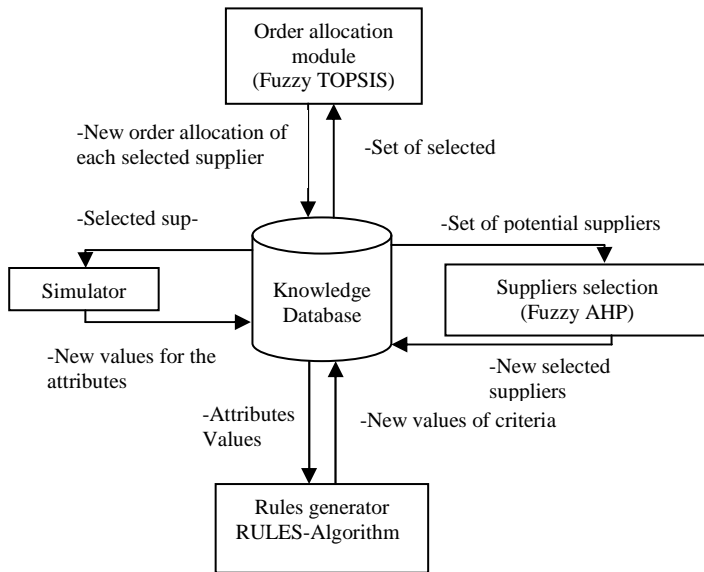 Order allocation
module
(Fuzzy TOPSIS)
-New order allocation of
each selected supplier
-Set of selected
-Selected sup-
-Set of potential suppliers
Simulator
Knowledge
Database
Suppliers selection
(Fuzzy AHP)
-New values for the
attributes
-New selected
suppliers
-Attributes
Values
-New values of criteria
Rules generator
RULES-Algorithm